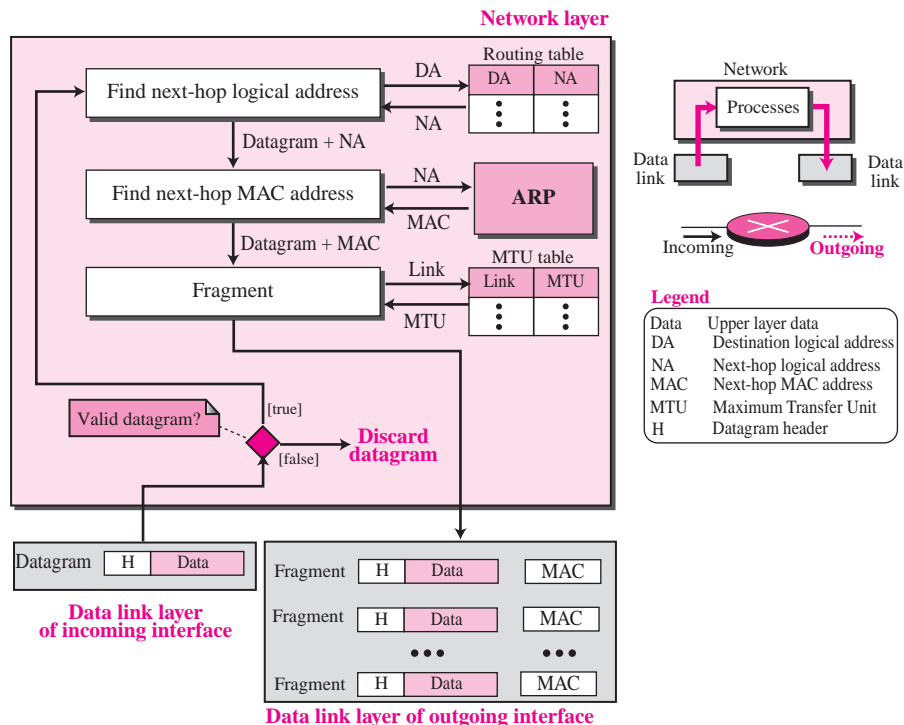 Network layer
Routing table
DA NA
Find next-hop logical address
DA
NA
Datagram + NA
Find next-hop MAC address
NA
MAC
ARP
Datagram + MAC
MTU table
Link MTU
Fragment
Link
MTU
Valid datagram?
[true]
[false]
Discard
datagram
Datagram H Data
Data link layer
of incoming interface
Fragment H Data MAC
Fragment H Data MAC
Fragment H Data MAC
Data link layer of outgoing interface
Network
Processes
Data
link
Data
link
Incoming
Outgoing
Legend
Data Upper layer data
DA Destination logical address
NA Next-hop logical address
MAC Next-hop MAC address
MTU Maximum Transfer Unit
H Datagram header